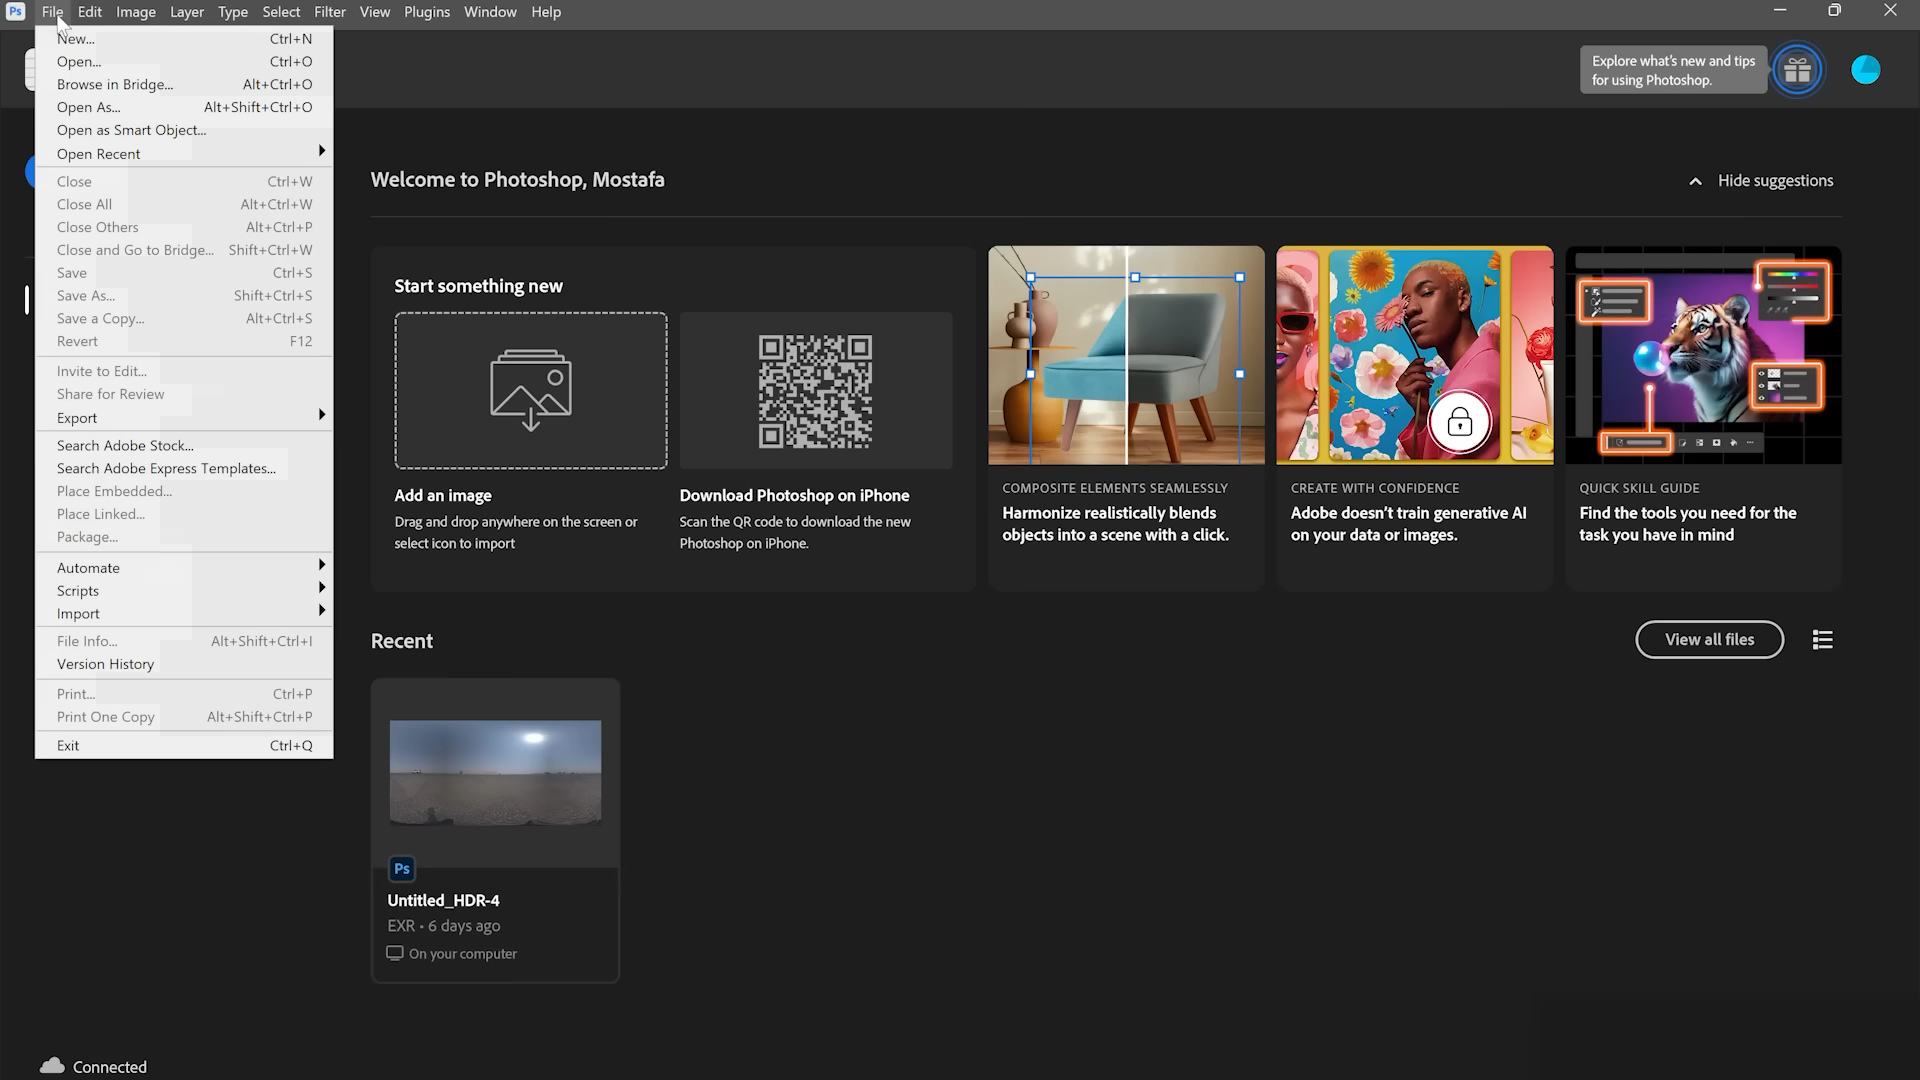 Ps File Edit Image Layer Type Select Filter View Plugins Window Help
New... Ctrl+N
Open... Ctrl+O
Browse in Bridge... Alt+Ctrl+O
Open As... Alt+Shift+Ctrl+O
Open as Smart Object...
Open Recent
Close Ctrl+W
Close All Alt+Ctrl+W
Close Others Alt+Ctrl+P
Close and Go to Bridge... Shift+Ctrl+W
Save Ctrl+S
Save As... Shift+Ctrl+S
Save a Copy... Alt+Ctrl+S
Revert F12
Invite to Edit...
Share for Review
Export
Search Adobe Stock...
Search Adobe Express Templates...
Place Embedded...
Place Linked...
Package...
Automate
Scripts
Import
File Info... Alt+Shift+Ctrl+I
Version History
Print... Ctrl+P
Print One Copy Alt+Shift+Ctrl+P
Exit Ctrl+Q
Explore what's new and tips
for using Photoshop.
Welcome to Photoshop, Mostafa
Hide suggestions
Start something new
Add an image
Drag and drop anywhere on the screen or
select icon to import
Download Photoshop on iPhone
Scan the QR code to download the new
Photoshop on iPhone.
COMPOSITE ELEMENTS SEAMLESSLY
Harmonize realistically blends
objects into a scene with a click.
CREATE WITH CONFIDENCE
Adobe doesn't train generative AI
on your data or images.
QUICK SKILL GUIDE
Find the tools you need for the
task you have in mind
Recent
View all files
Ps
Untitled_HDR-4
EXR • 6 days ago
On your computer
Connected